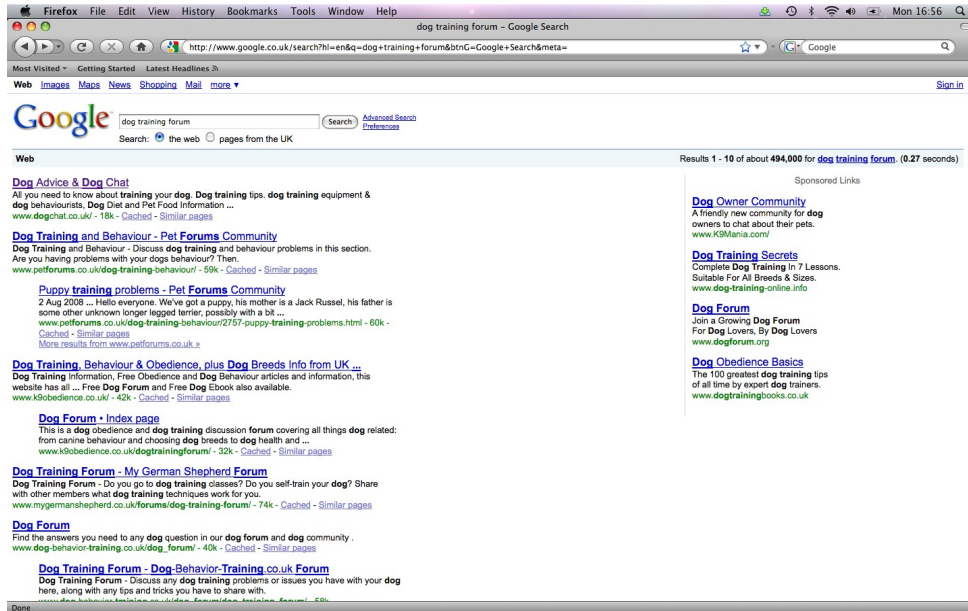 Firefox File Edit View History Bookmarks Tools Window Help Mon 16:56
dog training forum – Google Search
http://www.google.co.uk/search?hl=en&q=dog+training+forum&btnG=Google+Search&meta= Google
Most Visited Getting Started Latest Headlines
Web Images Maps News Shopping Mail more ▼ Sign in
Google dog training forum Search Advanced Search
Preferences
Search: the web pages from the UK
Web Results 1 - 10 of about 494,000 for dog training forum. (0.27 seconds)
Dog Advice & Dog Chat
All you need to know about training your dog. Dog training tips. dog training equipment &
dog behaviourists, Dog Diet and Pet Food Information ...
www.dogchat.co.uk/ - 18k - Cached - Similar pages
Dog Training and Behaviour - Pet Forums Community
Dog Training and Behaviour - Discuss dog training and behaviour problems in this section.
Are you having problems with your dogs behaviour? Then.
www.petforums.co.uk/dog-training-behaviour/ - 59k - Cached - Similar pages
Puppy training problems - Pet Forums Community
2 Aug 2008 ... Hello everyone. We've got a puppy, his mother is a Jack Russel, his father is
some other unknown longer legged terrier, possibly with a bit ...
www.petforums.co.uk/dog-training-behaviour/2757-puppy-training-problems.html - 60k -
Cached - Similar pages
More results from www.petforums.co.uk »
Dog Training, Behaviour & Obedience, plus Dog Breeds Info from UK ...
Dog Training Information, Free Obedience and Dog Behaviour articles and information, this
website has all ... Free Dog Forum and Free Dog Ebook also available.
www.k9obedience.co.uk/ - 42k - Cached - Similar pages
Dog Forum • Index page
This is a dog obedience and dog training discussion forum covering all things dog related:
from canine behaviour and choosing dog breeds to dog health and ...
www.k9obedience.co.uk/dogtrainingforum/ - 32k - Cached - Similar pages
Dog Training Forum - My German Shepherd Forum
Dog Training Forum - Do you go to dog training classes? Do you self-train your dog? Share
with other members what dog training techniques work for you.
www.mygermanshepherd.co.uk/forums/dog-training-forum/ - 74k - Cached - Similar pages
Dog Forum
Find the answers you need to any dog question in our dog forum and dog community .
www.dog-behavior-training.co.uk/dog_forum/ - 40k - Cached - Similar pages
Dog Training Forum - Dog-Behavior-Training.co.uk Forum
Dog Training Forum - Discuss any dog training problems or issues you have with your dog
here, along with any tips and tricks you have to share with.
www.dog-behavior-training.co.uk/dog_forum/dog_training_forum/ - 58k
Sponsored Links
Dog Owner Community
A friendly new community for dog
owners to chat about their pets.
www.K9Mania.com/
Dog Training Secrets
Complete Dog Training In 7 Lessons.
Suitable For All Breeds & Sizes.
www.dog-training-online.info
Dog Forum
Join a Growing Dog Forum
For Dog Lovers, By Dog Lovers
www.dogforum.org
Dog Obedience Basics
The 100 greatest dog training tips
of all time by expert dog trainers.
www.dogtrainingbooks.co.uk
Done